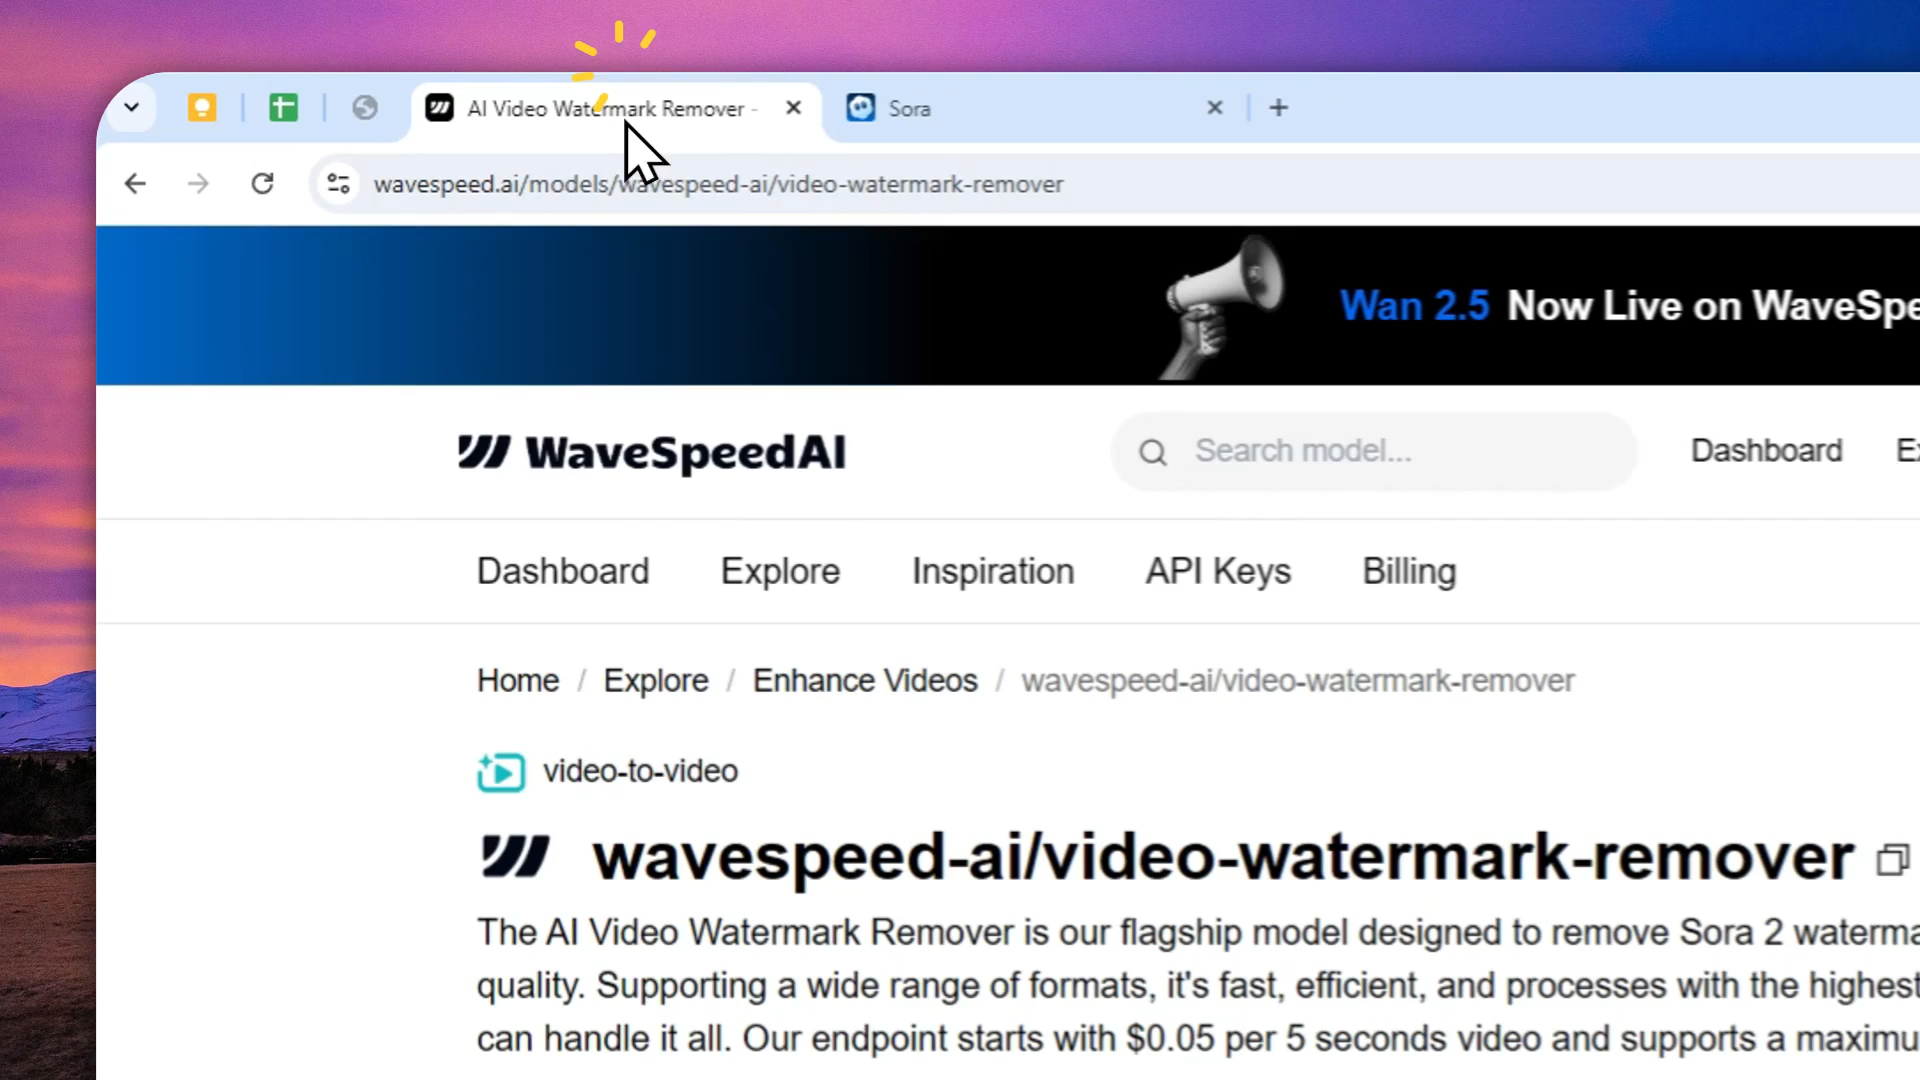 AI Video Watermark Remover -
Sora
wavespeed.ai/models/wavespeed-ai/video-watermark-remover
Wan 2.5 Now Live on WaveSpe
WaveSpeedAI
Search model...
Dashboard
Ex
Dashboard
Explore
Inspiration
API Keys
Billing
Home / Explore / Enhance Videos / wavespeed-ai/video-watermark-remover
video-to-video
wavespeed-ai/video-watermark-remover
The AI Video Watermark Remover is our flagship model designed to remove Sora 2 waterma
quality. Supporting a wide range of formats, it's fast, efficient, and processes with the highest
can handle it all. Our endpoint starts with $0.05 per 5 seconds video and supports a maximu